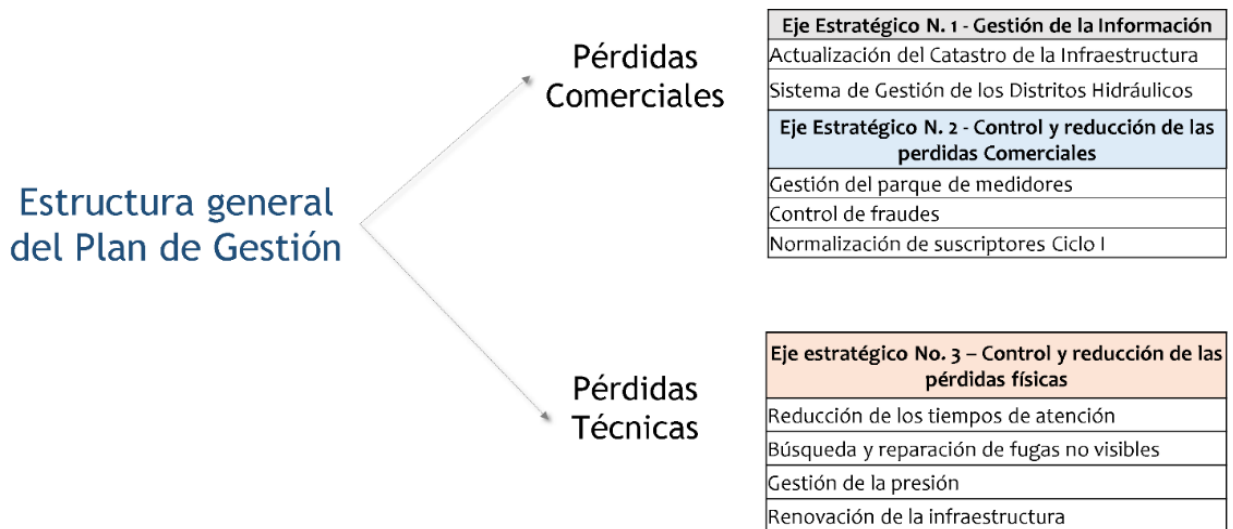 Estructura general
del Plan de Gestión
Pérdidas
Comerciales
Eje Estratégico N. 1 - Gestión de la Información
Actualización del Catastro de la Infraestructura
Sistema de Gestión de los Distritos Hidráulicos
Eje Estratégico N. 2 - Control y reducción de las
perdidas Comerciales
Gestión del parque de medidores
Control de fraudes
Normalización de suscriptores Ciclo I
Pérdidas
Técnicas
Eje estratégico No. 3 – Control y reducción de las
pérdidas físicas
Reducción de los tiempos de atención
Búsqueda y reparación de fugas no visibles
Gestión de la presión
Renovación de la infraestructura